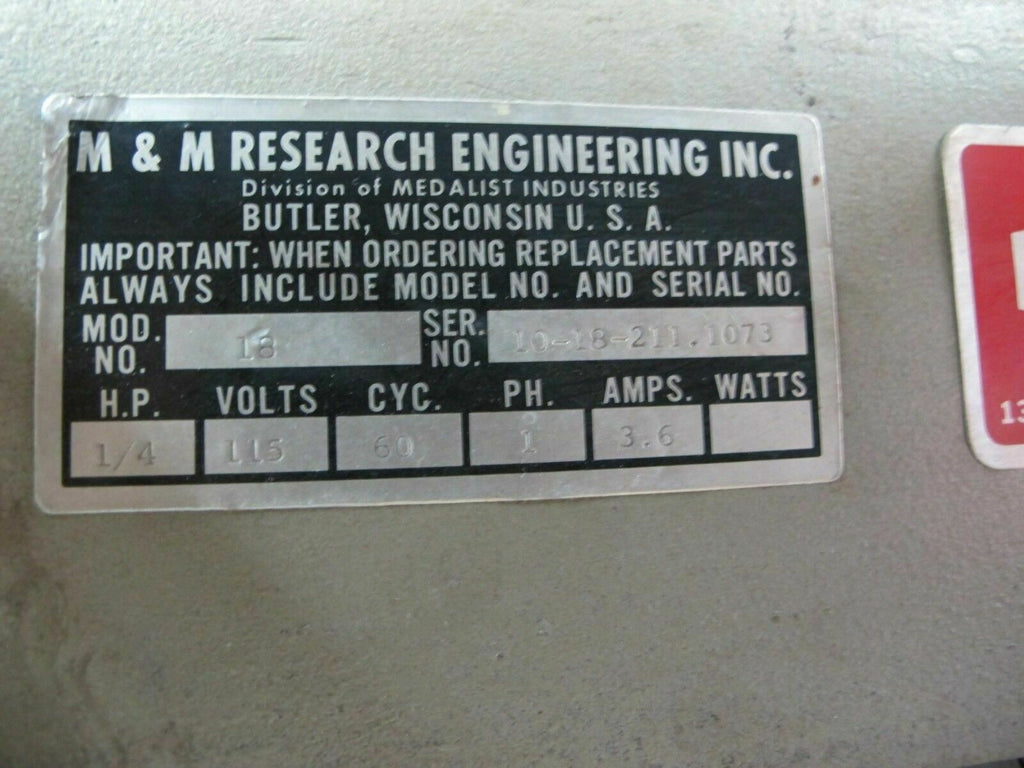 M & M RESEARCH ENGINEERING INC.
Division of MEDALIST INDUSTRIES
BUTLER, WISCONSIN U. S. A.
IMPORTANT: WHEN ORDERING REPLACEMENT PARTS
ALWAYS INCLUDE MODEL NO. AND SERIAL NO.
MOD. NO. 18 SER. NO. 10-18-211.1073
H.P. VOLTS CYC. PH. AMPS. WATTS
1/4 115 60 1 3.6
13